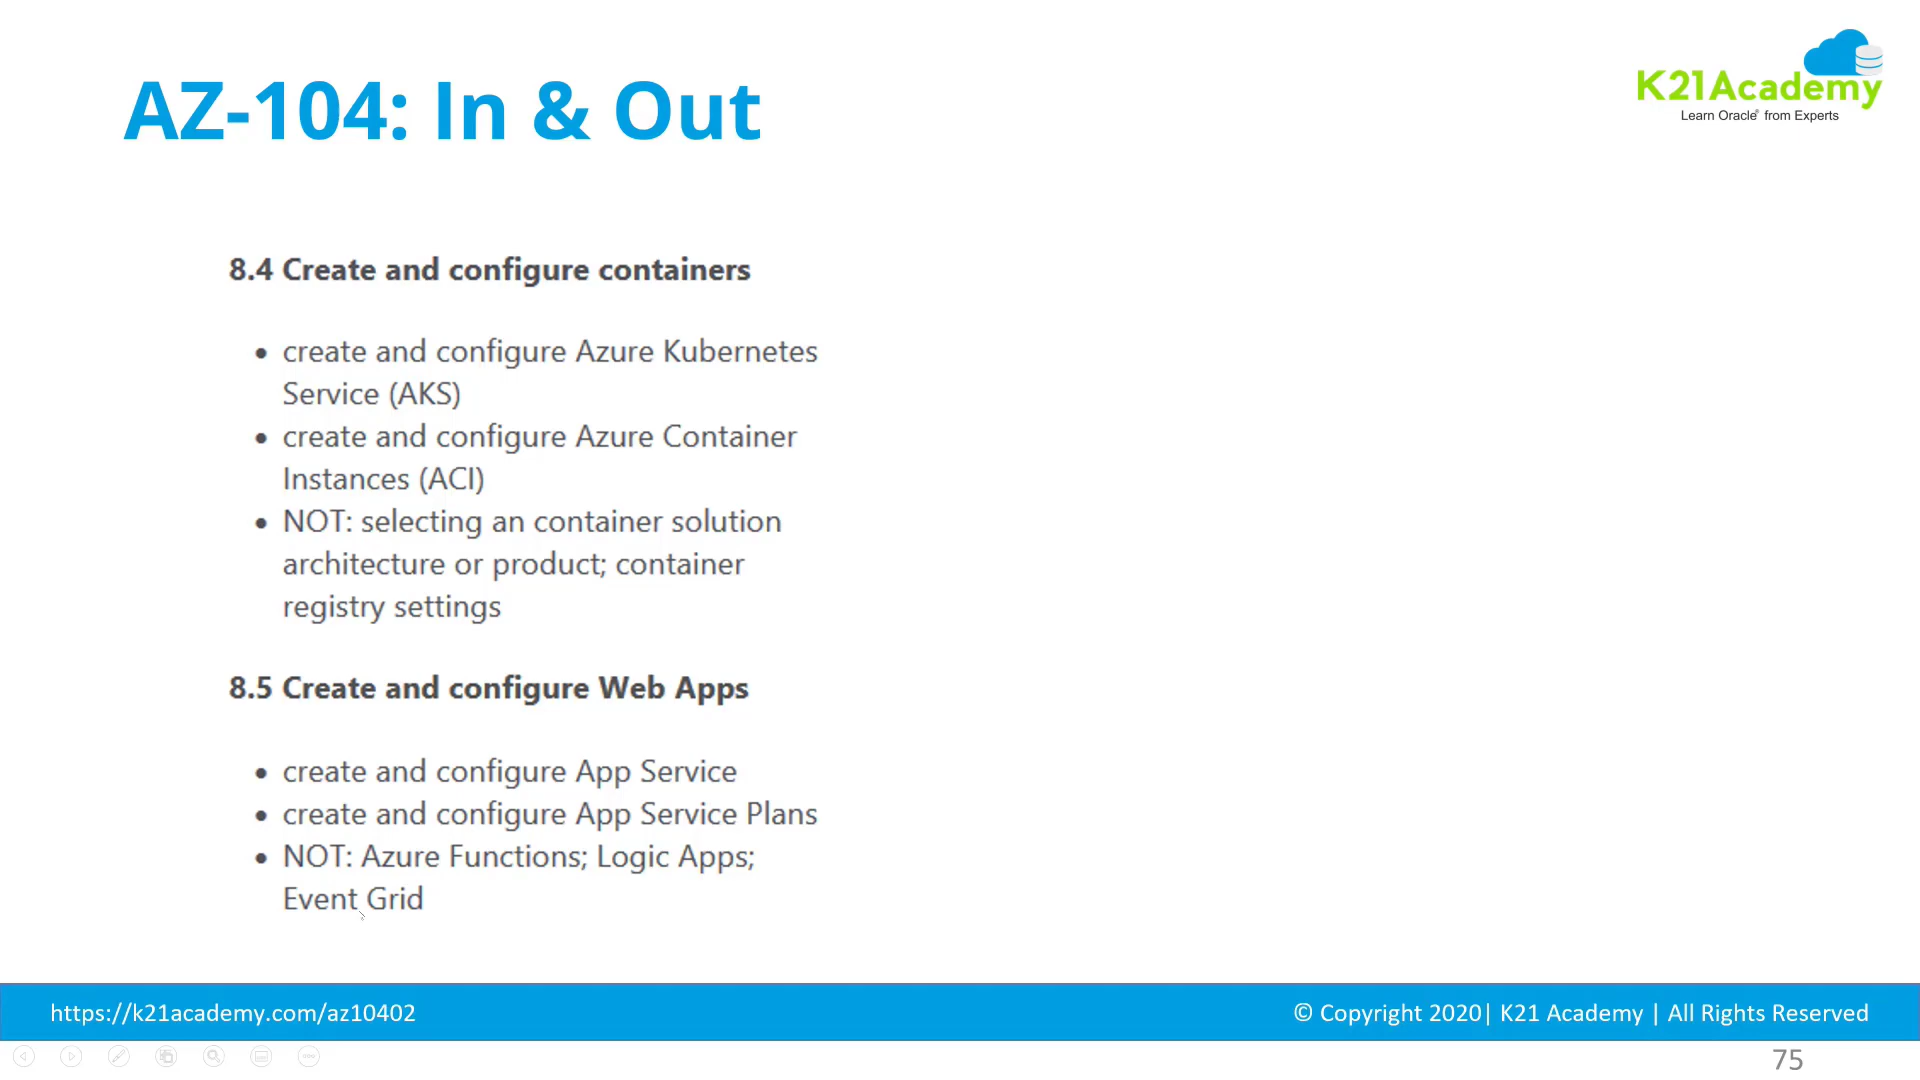 AZ-104: In & Out
K21Academy
Learn Oracle® from Experts
8.4 Create and configure containers
• create and configure Azure Kubernetes
Service (AKS)
• create and configure Azure Container
Instances (ACI)
• NOT: selecting an container solution
architecture or product; container
registry settings
8.5 Create and configure Web Apps
• create and configure App Service
• create and configure App Service Plans
• NOT: Azure Functions; Logic Apps;
Event Grid
https://k21academy.com/az10402
© Copyright 2020| K21 Academy | All Rights Reserved
75